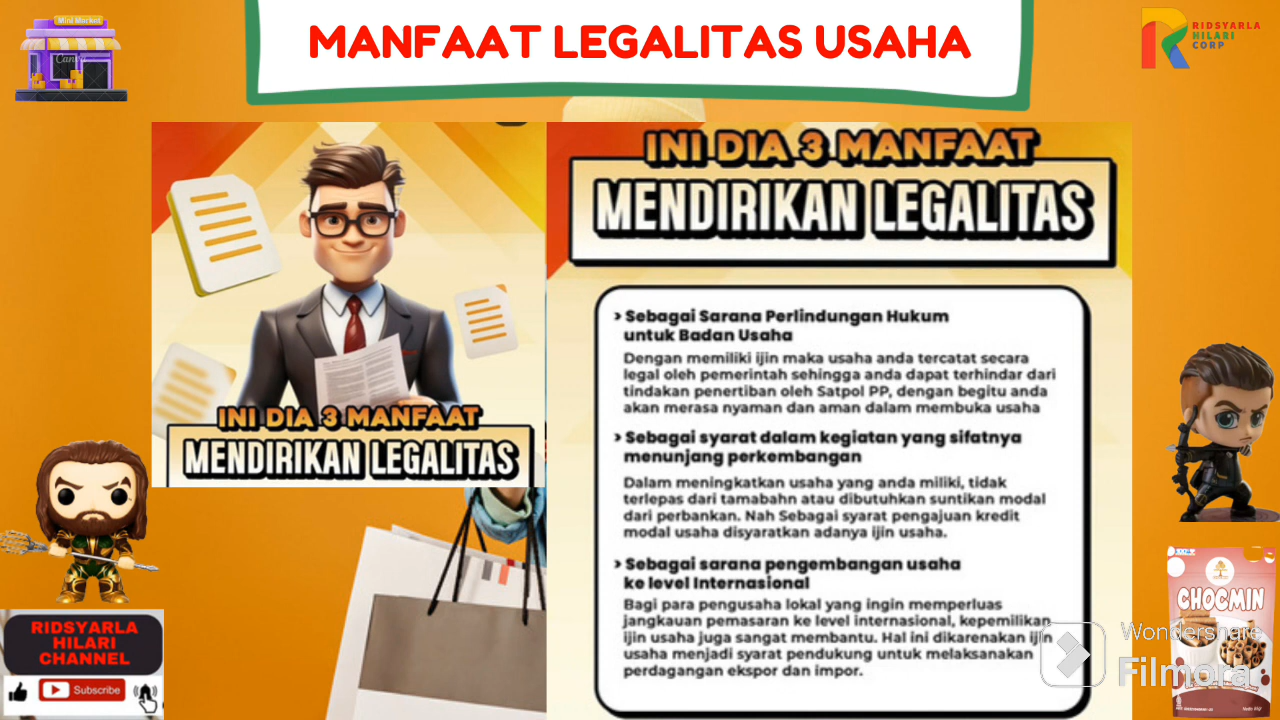 Mini Market
Canva
MANFAAT LEGALITAS USAHA
RIDSYARLA
HILARI
CORP
INI DIA 3 MANFAAT
MENDIRIKAN LEGALITAS
INI DIA 3 MANFAAT
MENDIRIKAN LEGALITAS
› Sebagai Sarana Perlindungan Hukum
untuk Badan Usaha
Dengan memiliki ijin maka usaha anda tercatat secara
legal oleh pemerintah sehingga anda dapat terhindar dari
tindakan penertiban oleh Satpol PP, dengan begitu anda
akan merasa nyaman dan aman dalam membuka usaha
› Sebagai syarat dalam kegiatan yang sifatnya
menunjang perkembangan
Dalam meningkatkan usaha yang anda miliki, tidak
terlepas dari tamabahn atau dibutuhkan suntikan modal
dari perbankan. Nah Sebagai syarat pengajuan kredit
modal usaha disyaratkan adanya ijin usaha.
› Sebagai sarana pengembangan usaha
ke level Internasional
Bagi para pengusaha lokal yang ingin memperluas
jangkauan pemasaran ke level internasional, kepemilikan
ijin usaha juga sangat membantu. Hal ini dikarenakan ijin
usaha menjadi syarat pendukung untuk melaksanakan
perdagangan ekspor dan impor.
RIDSYARLA
HILARI
CHANNEL
Subscribe
CHOCMIN
Wondershare
Filmora